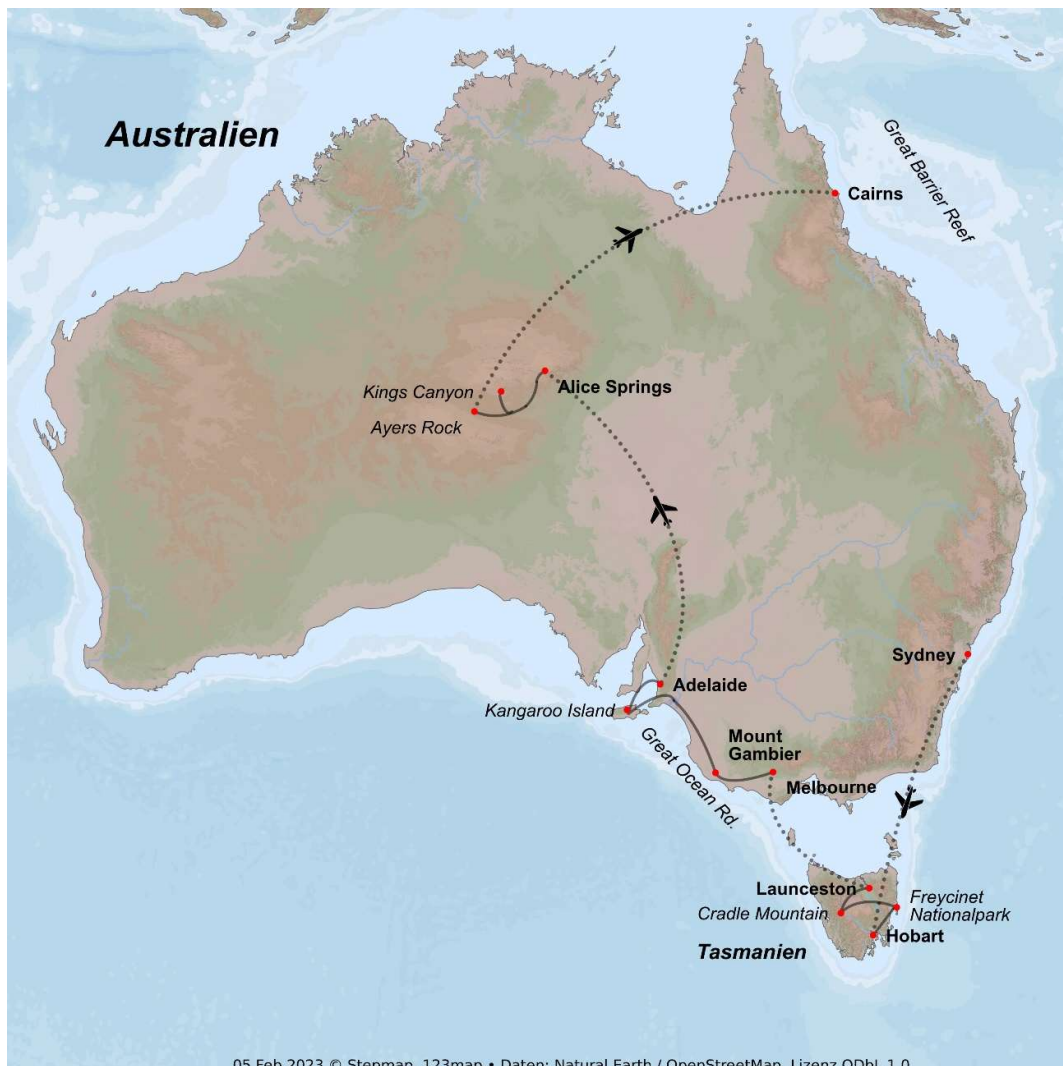 Australien
Great Barrier Reef
Cairns
Kings Canyon
Alice Springs
Ayers Rock
Sydney
Adelaide
Kangaroo Island
Mount
Gambier
Great Ocean Rd.
Melbourne
Launceston
Freycinet
Nationalpark
Cradle Mountain
Hobart
Tasmanien
05 Feb 2023 © Stepmap, 123map • Daten: Natural Earth / OpenStreetMap, Lizenz ODbL 1.0